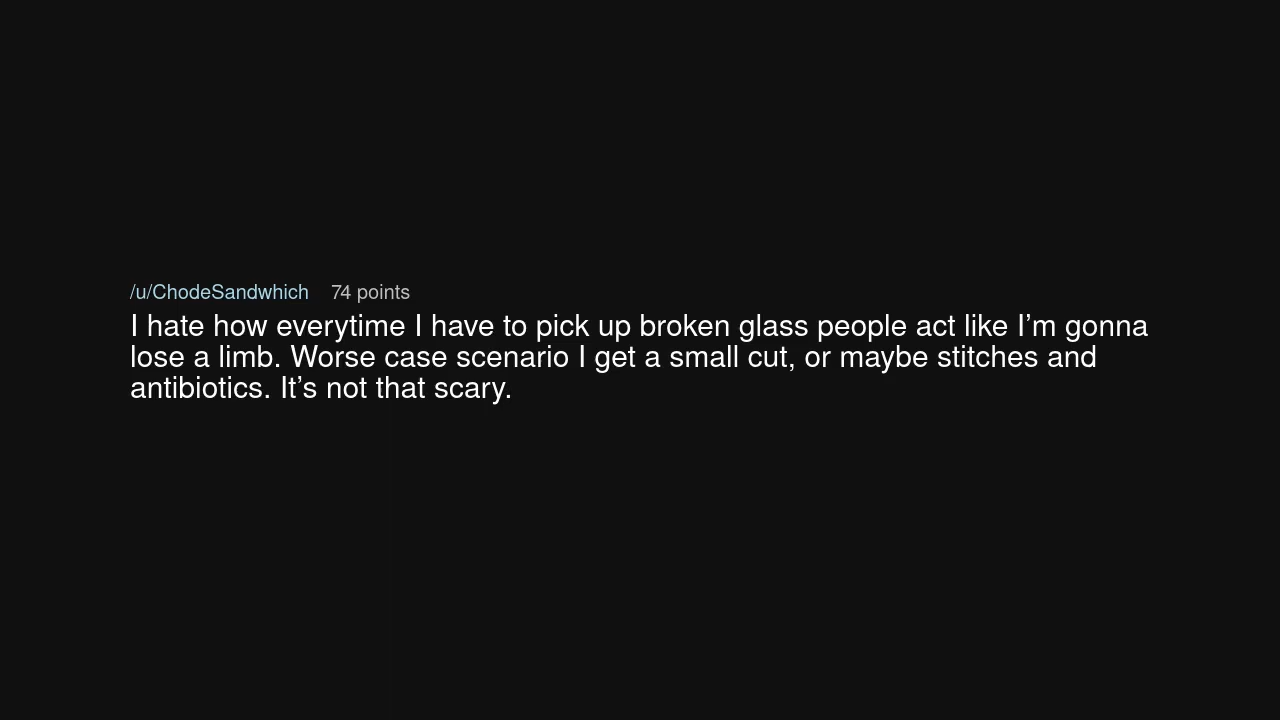 /u/ChodeSandwhich 74 points
I hate how everytime I have to pick up broken glass people act like I’m gonna
lose a limb. Worse case scenario I get a small cut, or maybe stitches and
antibiotics. It’s not that scary.